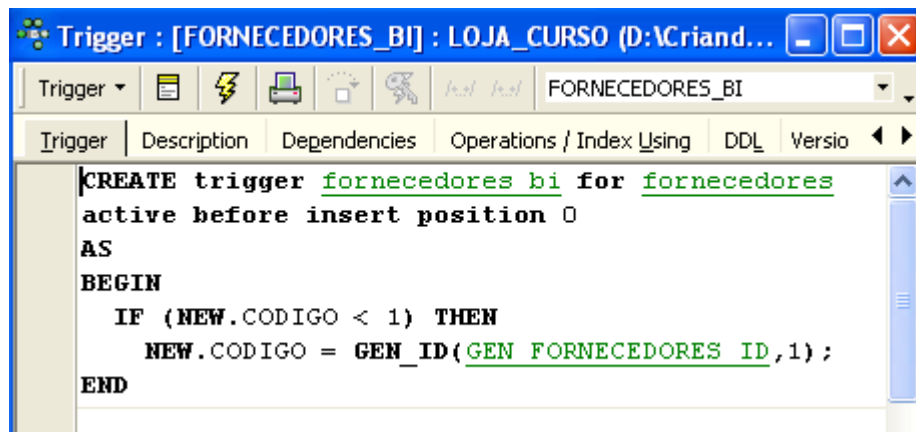 Trigger : [FORNECEDORES_BI] : LOJA_CURSO (D:\Criand...
Trigger FORNECEDORES_BI
Trigger Description Dependencies Operations / Index Using DDL Versio
CREATE trigger fornecedores_bi for fornecedores
active before insert position 0
AS
BEGIN
IF (NEW.CODIGO < 1) THEN
NEW.CODIGO = GEN_ID(GEN_FORNECEDORES_ID,1);
END